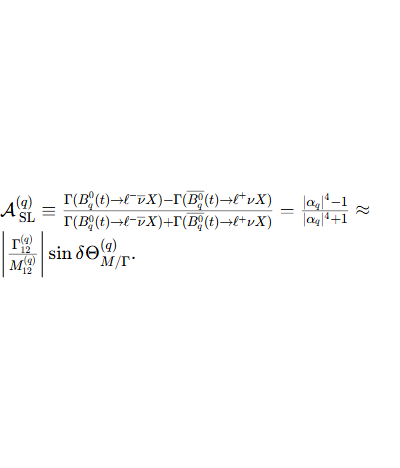 $\mathcal{A}_{\mathrm{SL}}^{(q)} \equiv \frac{\Gamma(B_q^0(t) \to \ell^- \overline{\nu} X) - \Gamma(\overline{B_q^0}(t) \to \ell^+ \nu X)}{\Gamma(B_q^0(t) \to \ell^- \overline{\nu} X) + \Gamma(\overline{B_q^0}(t) \to \ell^+ \nu X)} = \frac{|\alpha_q|^4 - 1}{|\alpha_q|^4 + 1} \approx$
$\left| \frac{\Gamma_{12}^{(q)}}{M_{12}^{(q)}} \right| \sin \delta\Theta_{M/\Gamma}^{(q)}.$